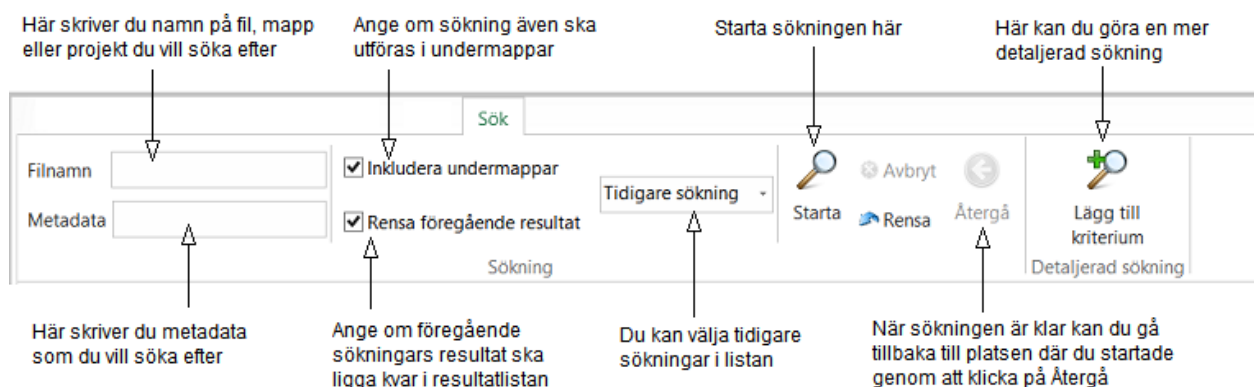 Här skriver du namn på fil, mapp
eller projekt du vill söka efter
Ange om sökning även ska
utföras i undermappar
Starta sökningen här
Här kan du göra en mer
detaljerad sökning
Sök
Filnamn
Inkludera undermappar
Tidigare sökning
Avbryt
Metadata
Rensa föregående resultat
Starta
Rensa
Återgå
Lägg till
kriterium
Sökning
Detaljerad sökning
Här skriver du metadata
som du vill söka efter
Ange om föregående
sökningars resultat ska
ligga kvar i resultatlistan
Du kan välja tidigare
sökningar i listan
När sökningen är klar kan du gå
tillbaka till platsen där du startade
genom att klicka på Återgå